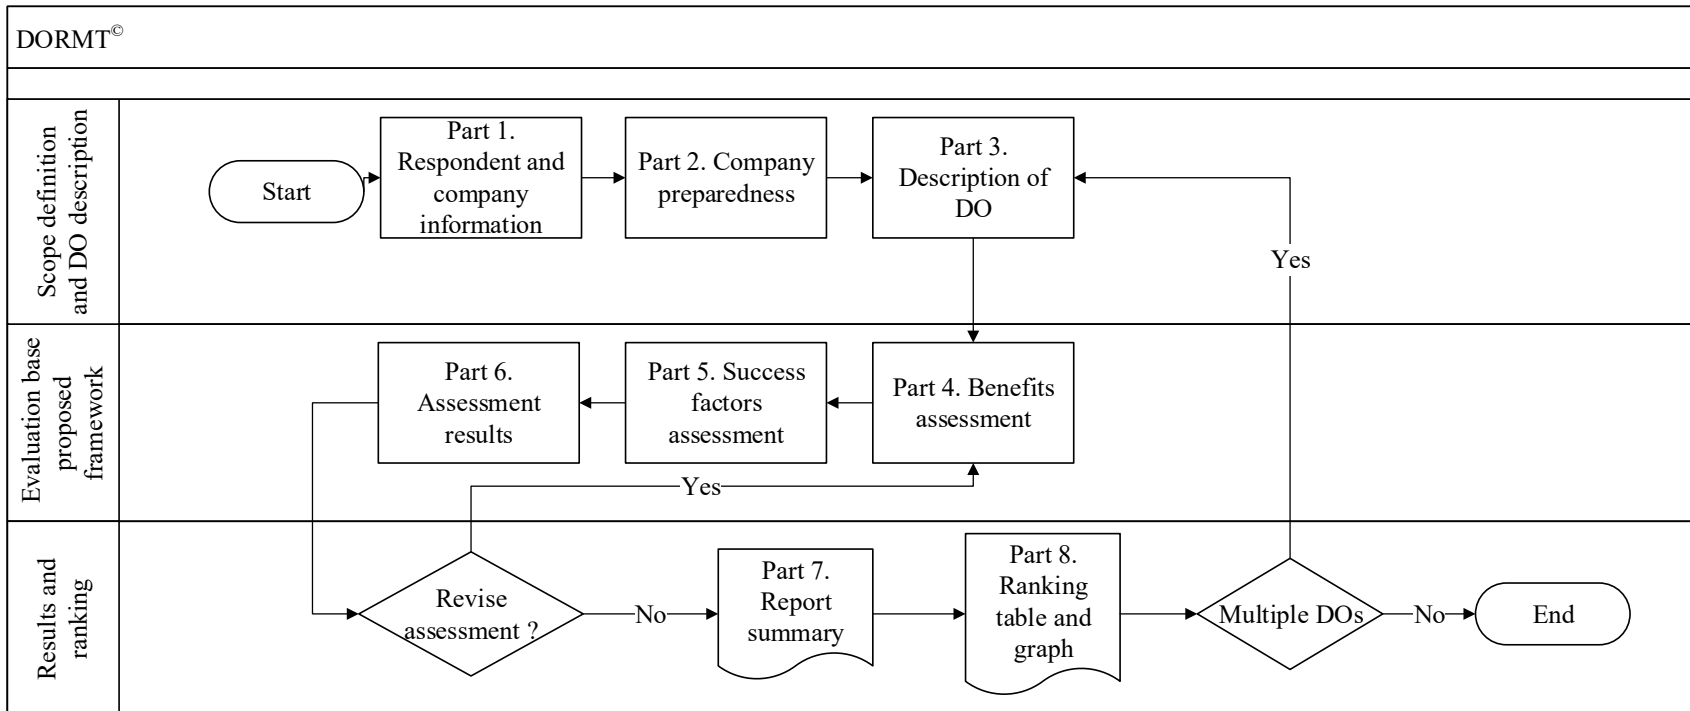 DORMT©
Scope definition
and DO description
Start
Part 1.
Respondent and
company
information
Part 2. Company
preparedness
Part 3.
Description of
DO
Yes
Evaluation base
proposed
framework
Part 6.
Assessment
results
Part 5. Success
factors
assessment
Part 4. Benefits
assessment
Yes
Results and
ranking
Revise
assessment ?
No
Part 7.
Report
summary
Part 8.
Ranking
table and
graph
Multiple DOs
No
End